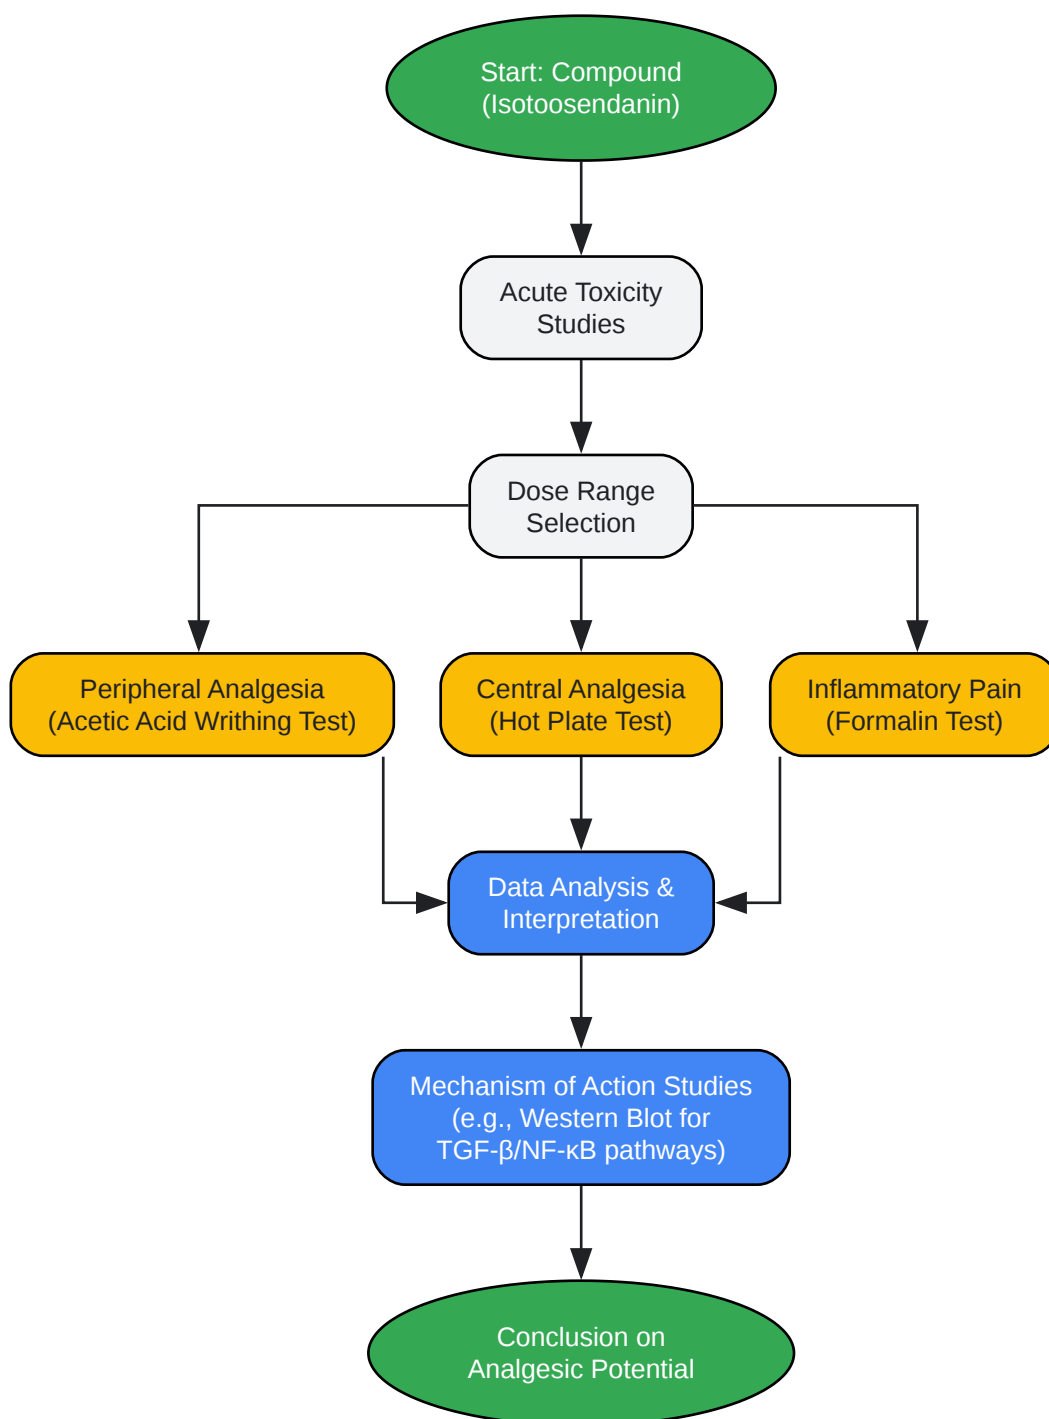 Start: Compound
(Isotoosendanin)
Acute Toxicity
Studies
Dose Range
Selection
Peripheral Analgesia
(Acetic Acid Writhing Test)
Central Analgesia
(Hot Plate Test)
Inflammatory Pain
(Formalin Test)
Data Analysis &
Interpretation
Mechanism of Action Studies
(e.g., Western Blot for
TGF-β/NF-κB pathways)
Conclusion on
Analgesic Potential